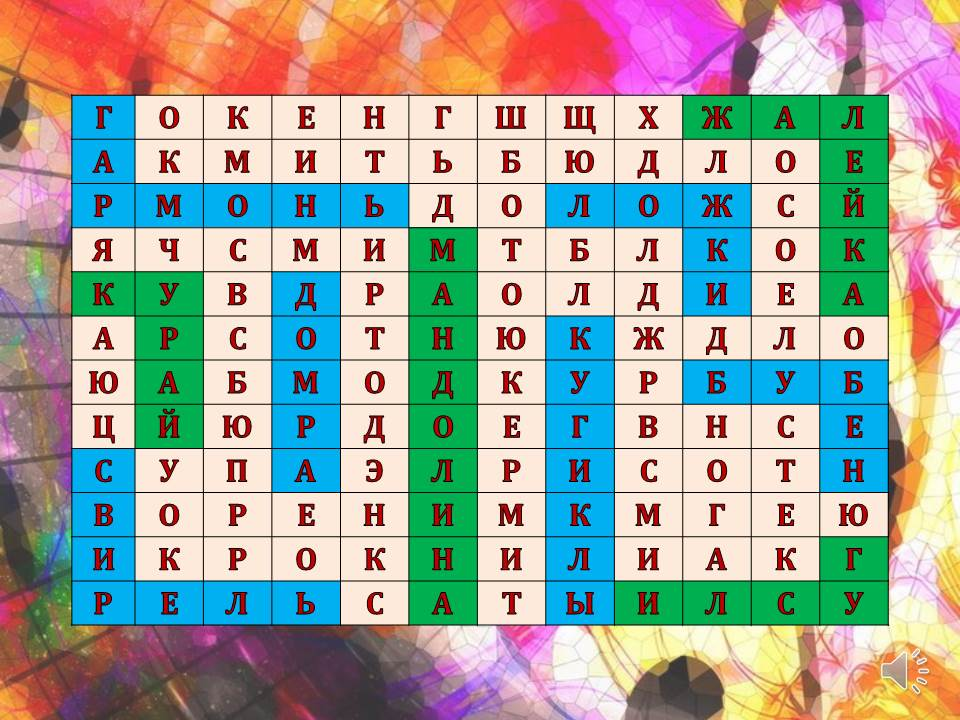 Г О К Е Н Г Ш Щ Х Ж А Л
А К М И Т Ь Б Ю Д Л О Е
Р М О Н Ь Д О Л О Ж С Й
Я Ч С М И М Т Б Л К О К
К У В Д Р А О Л Д И Е А
А Р С О Т Н Ю К Ж Д Л О
Ю А Б М О Д К У Р Б У Б
Ц Й Ю Р Д О Е Г В Н С Е
С У П А Э Л Р И С О Т Н
В О Р Е Н И М К М Г Е Ю
И К Р О К Н И Л И А К Г
Р Е Л Ь С А Т Ы И Л С У